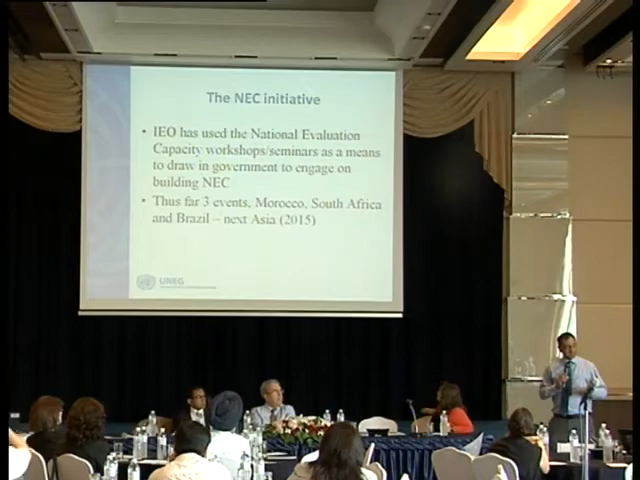 The NEC initiative
• IEO has used the National Evaluation
Capacity workshops/seminars as a means
to draw in government to engage on
building NEC
• Thus far 3 events, Morocco, South Africa
and Brazil – next Asia (2015)
UNEG